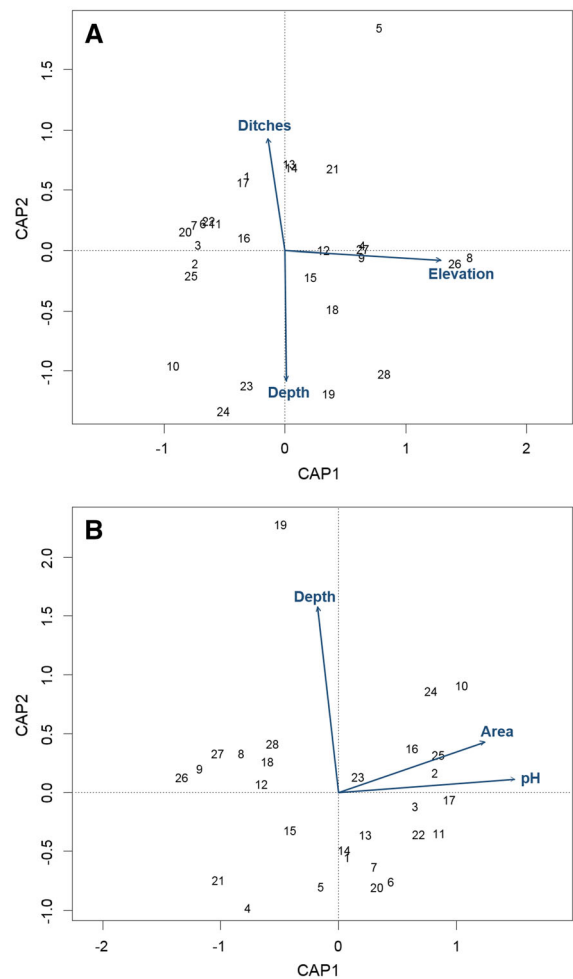 A
5
1.5
Ditches
1.0
13
14 21
1
17
0.5
22
7 6 11
20
16
3
4
CAP2
0.0
12 27
9 8
2 26
Elevation
25
15
-0.5
18
10
28
-1.0
23
Depth 19
24
-1 0 1 2
CAP1
B
19
2.0
Depth
1.5
1.0
10
24
CAP2
0.5
Area
28 16
27 8 25
18
9 2
26 23 pH
12
0.0
17
3
15 13 22 11
14
-0.5
1
7
21 6
5 20
4
-1.0
-2 -1 0 1
CAP1